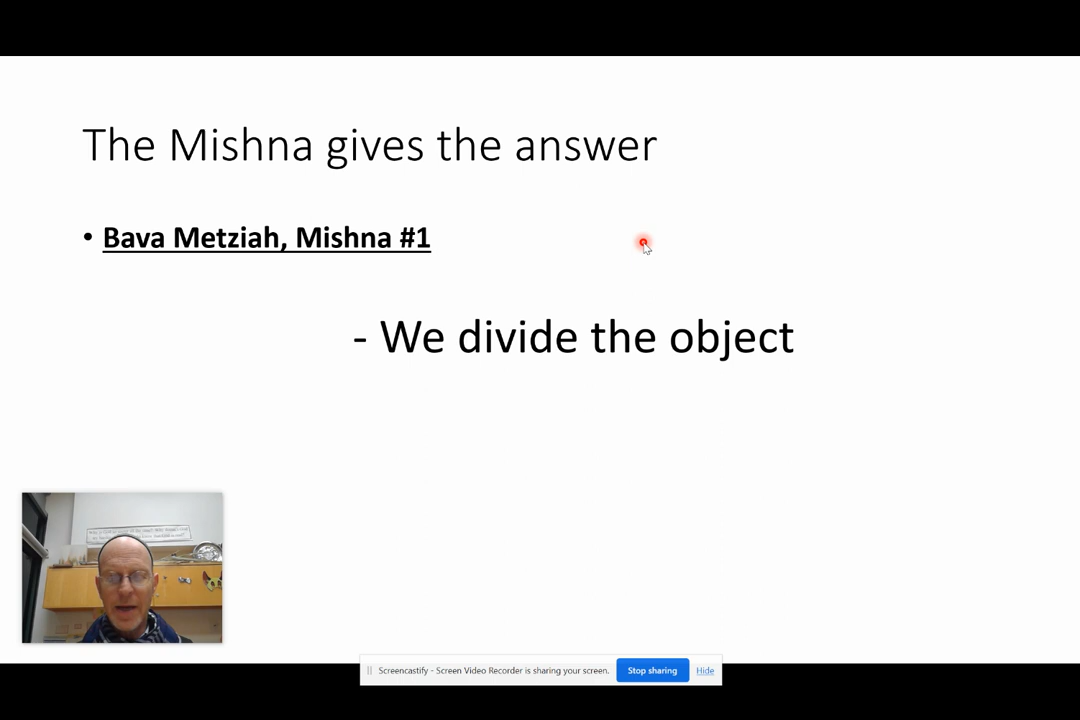 The Mishna gives the answer
• Bava Metziah, Mishna #1
- We divide the object
Screencastify - Screen Video Recorder is sharing your screen. Stop sharing Hide